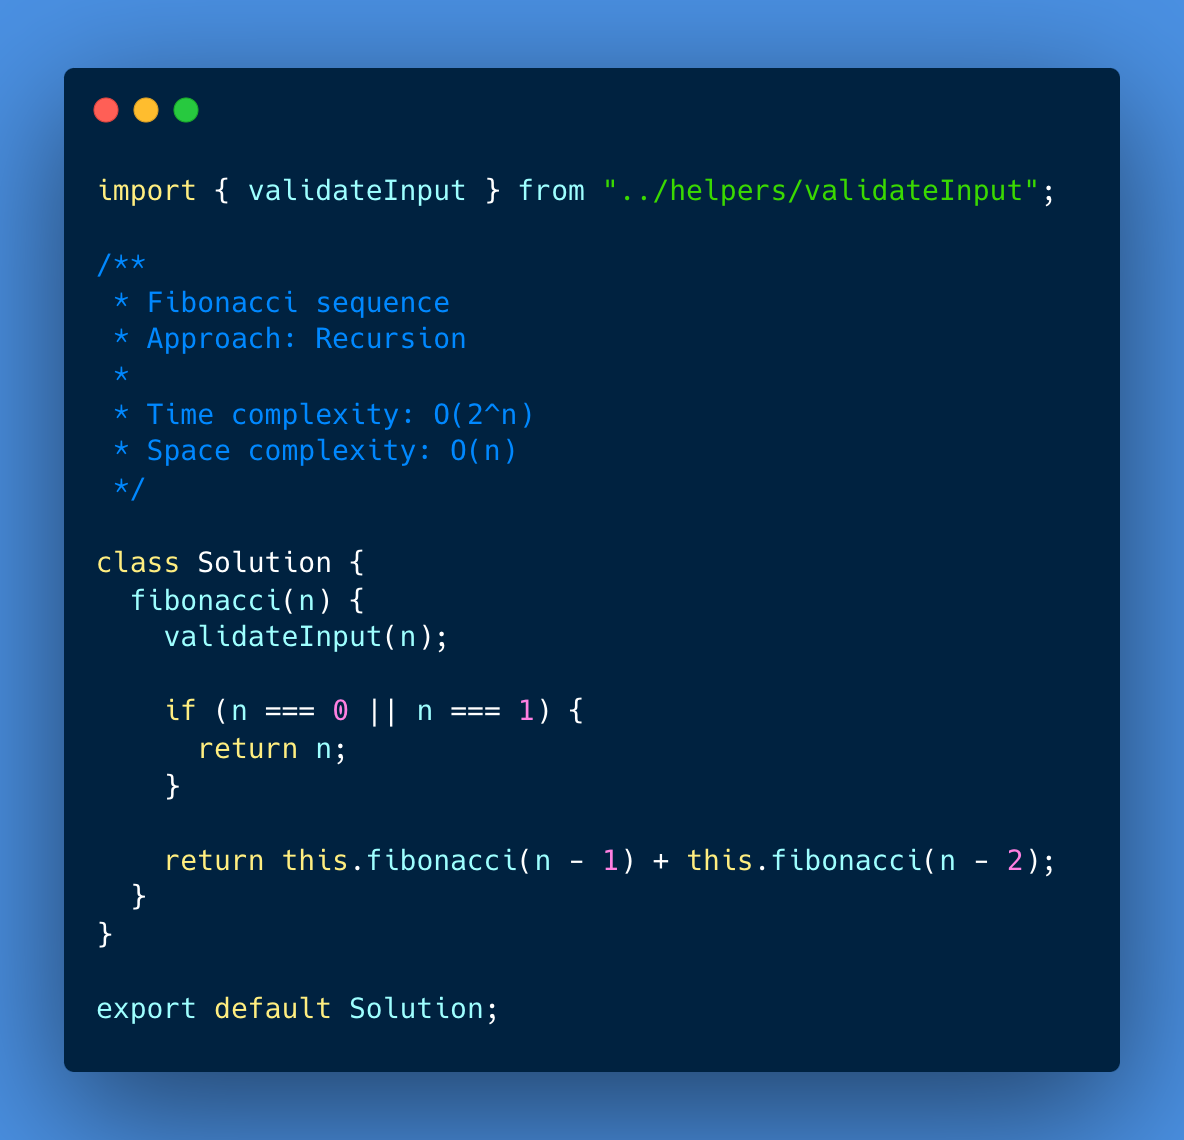 import { validateInput } from "../helpers/validateInput";

/**
 * Fibonacci sequence
 * Approach: Recursion
 *
 * Time complexity: O(2^n)
 * Space complexity: O(n)
 */

class Solution {
  fibonacci(n) {
    validateInput(n);

    if (n === 0 || n === 1) {
      return n;
    }

    return this.fibonacci(n - 1) + this.fibonacci(n - 2);
  }
}

export default Solution;